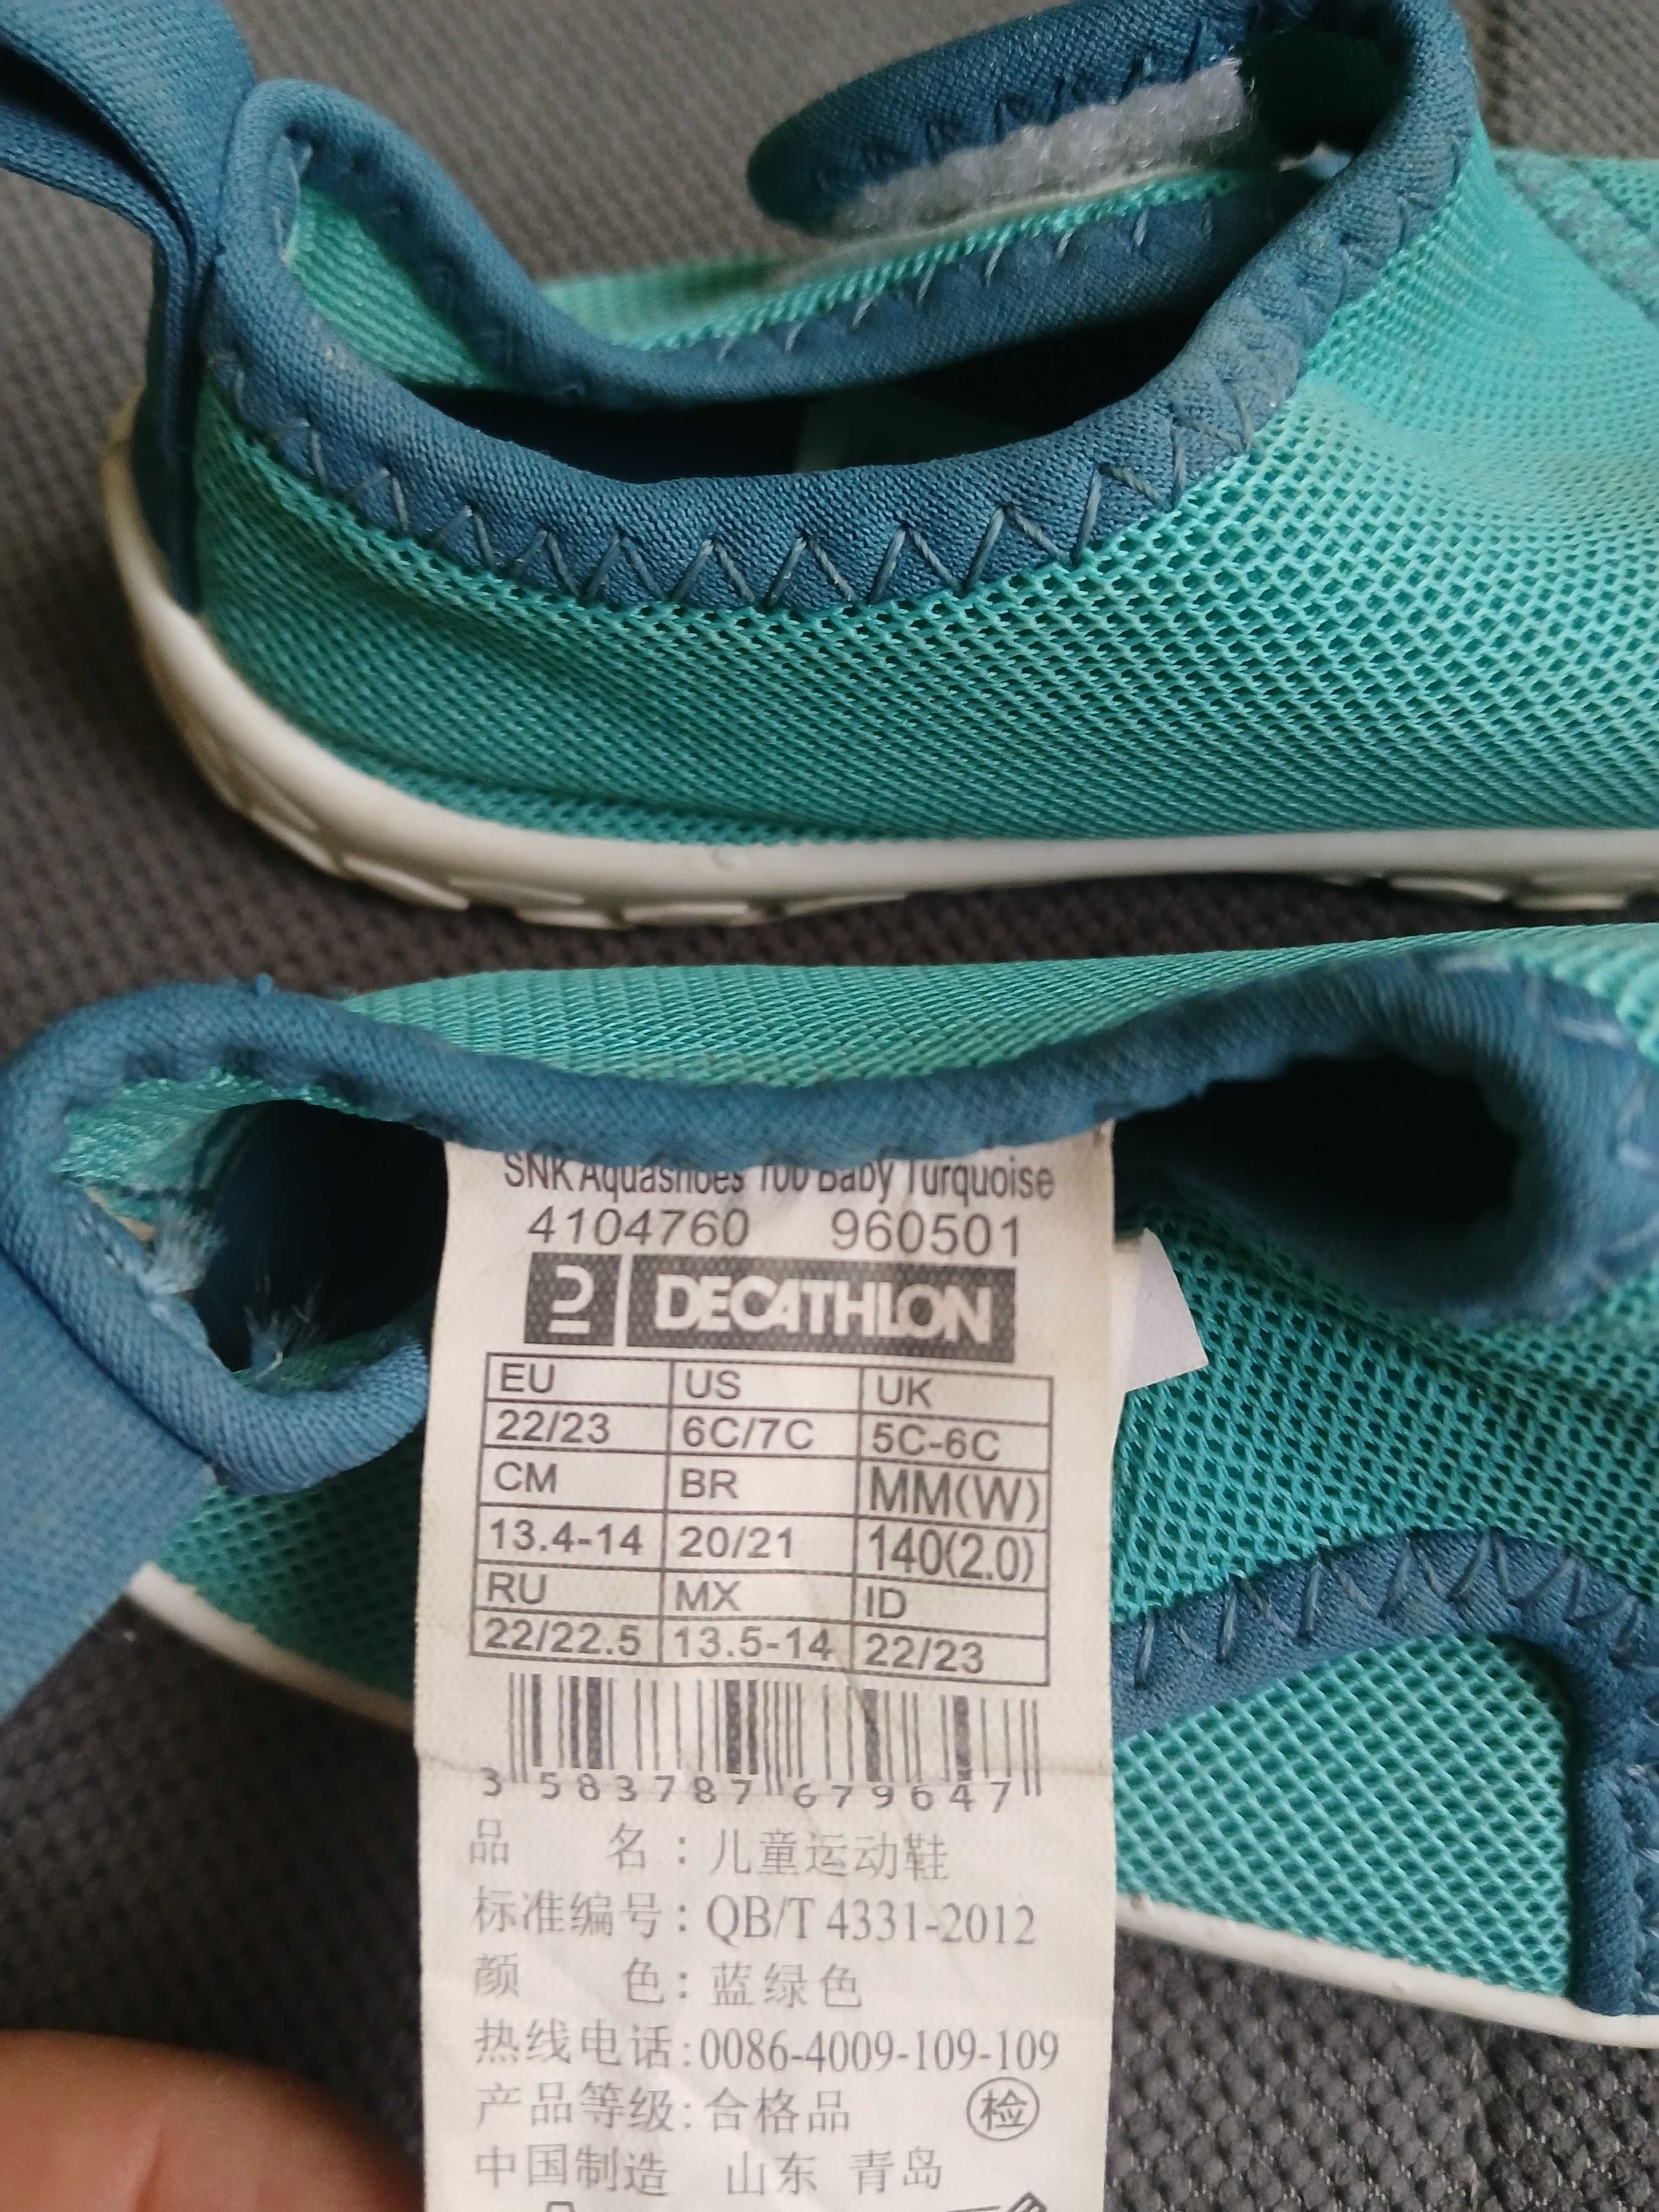 SNK Aquashoes 100 Baby Turquoise
4104760 960501
DECATHLON
EU US UK
22/23 6C/7C 5C-6C
CM BR MM(W)
13.4-14 20/21 140(2.0)
RU MX ID
22/22.5 13.5-14 22/23
3 583787 679647
品 名：儿童运动鞋
标准编号：QB/T 4331-2012
颜 色：蓝绿色
热线电话：0086-4009-109-109
产品等级：合格品 检
中国制造 山东 青岛